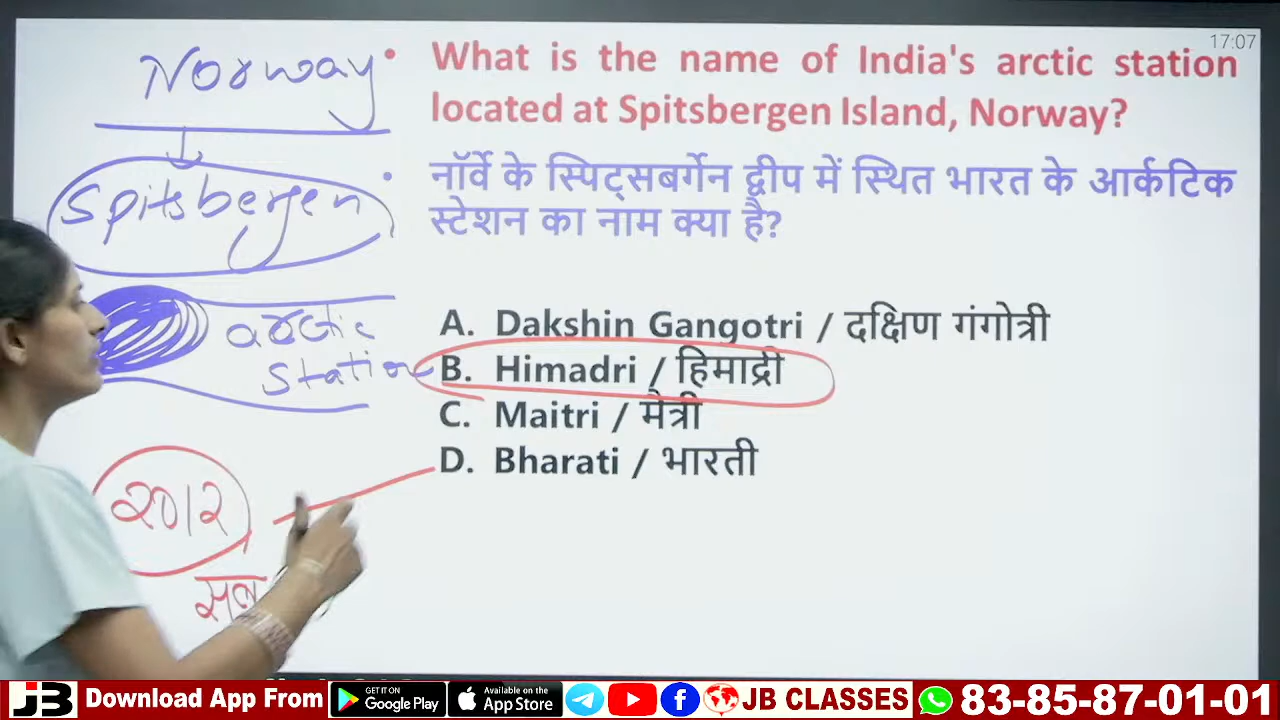 17:07
Norway
• What is the name of India's arctic station
located at Spitsbergen Island, Norway?
Spitsbergen
• नॉर्वे के स्पिट्सबर्गेन द्वीप में स्थित भारत के आर्कटिक
स्टेशन का नाम क्या है?
arctic
station
A. Dakshin Gangotri / दक्षिण गंगोत्री
B. Himadri / हिमाद्री
C. Maitri / मैत्री
D. Bharati / भारती
2012
JB Download App From GET IT ON Google Play Available on the App Store JB CLASSES 83-85-87-01-01